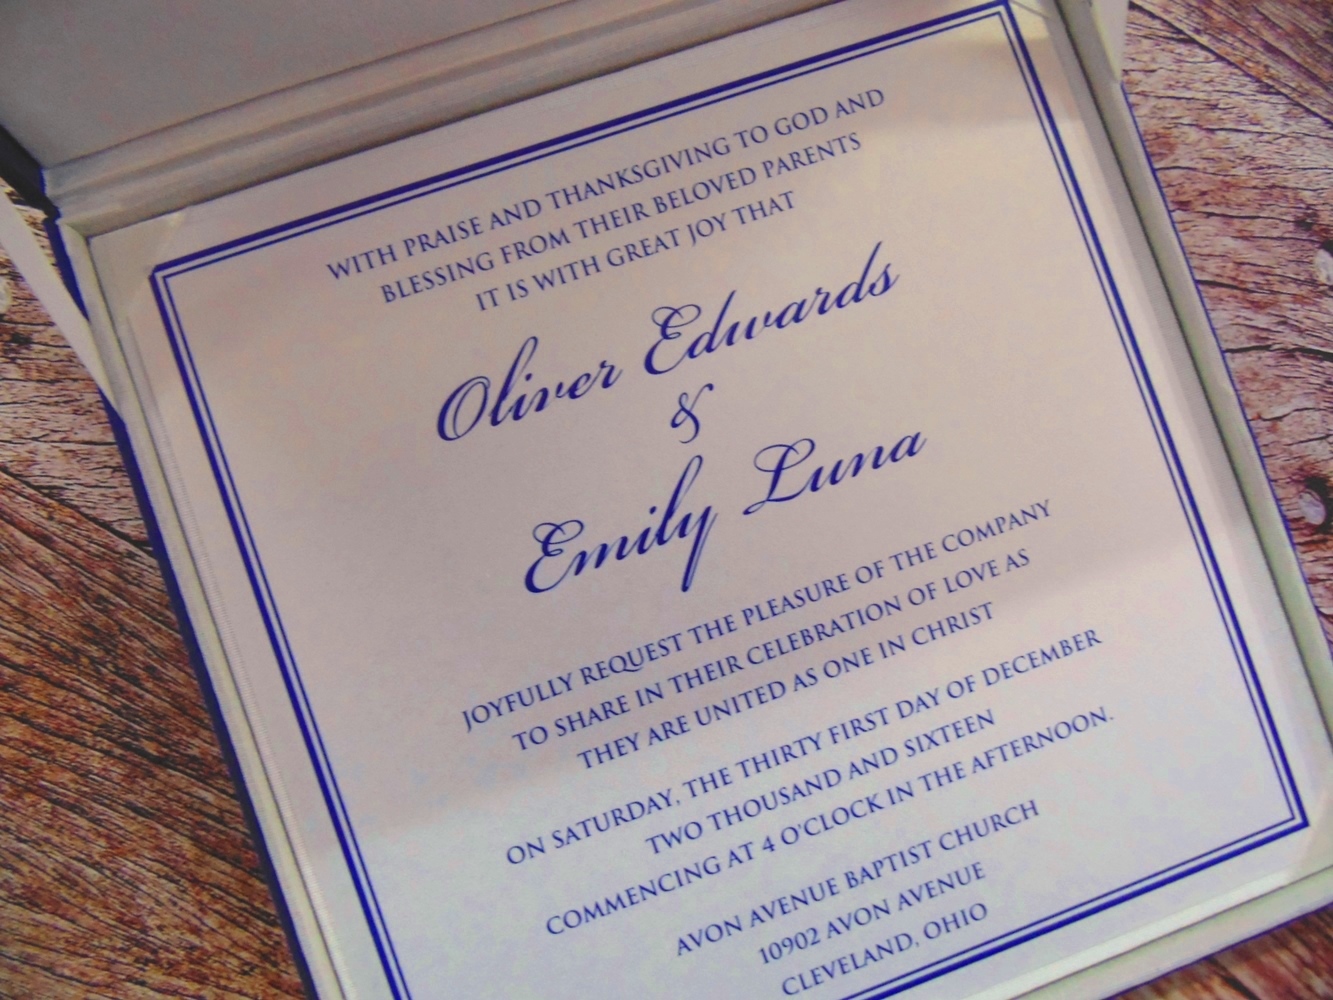 WITH PRAISE AND THANKSGIVING TO GOD AND
BLESSING FROM THEIR BELOVED PARENTS
IT IS WITH GREAT JOY THAT
Oliver Edwards
&
Emily Luna
JOYFULLY REQUEST THE PLEASURE OF THE COMPANY
TO SHARE IN THEIR CELEBRATION OF LOVE AS
THEY ARE UNITED AS ONE IN CHRIST
ON SATURDAY, THE THIRTY FIRST DAY OF DECEMBER
TWO THOUSAND AND SIXTEEN
COMMENCING AT 4 O'CLOCK IN THE AFTERNOON.
AVON AVENUE BAPTIST CHURCH
10902 AVON AVENUE
CLEVELAND, OHIO